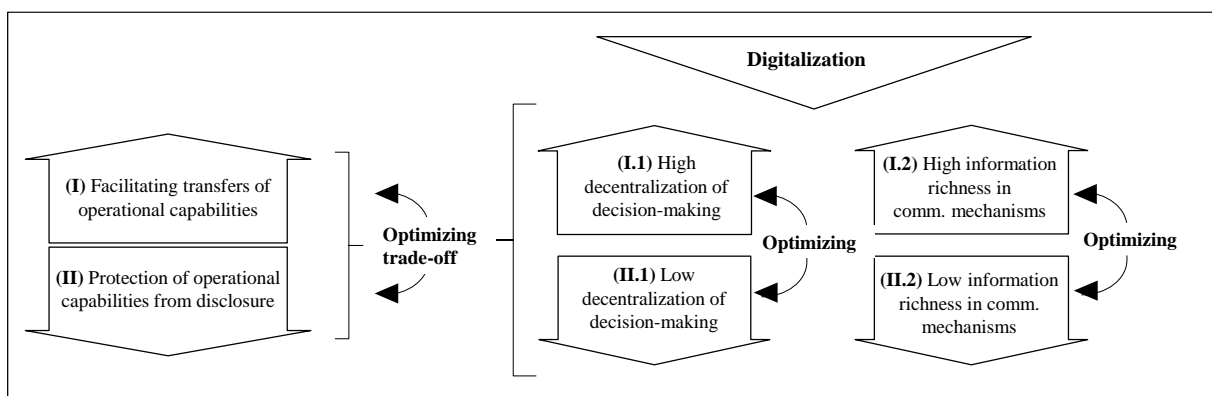 Digitalization
(I) Facilitating transfers of
operational capabilities
(II) Protection of operational
capabilities from disclosure
Optimizing
trade-off
(I.1) High
decentralization of
decision-making
(II.1) Low
decentralization of
decision-making
Optimizing
(I.2) High information
richness in
comm. mechanisms
(II.2) Low information
richness in comm.
mechanisms
Optimizing